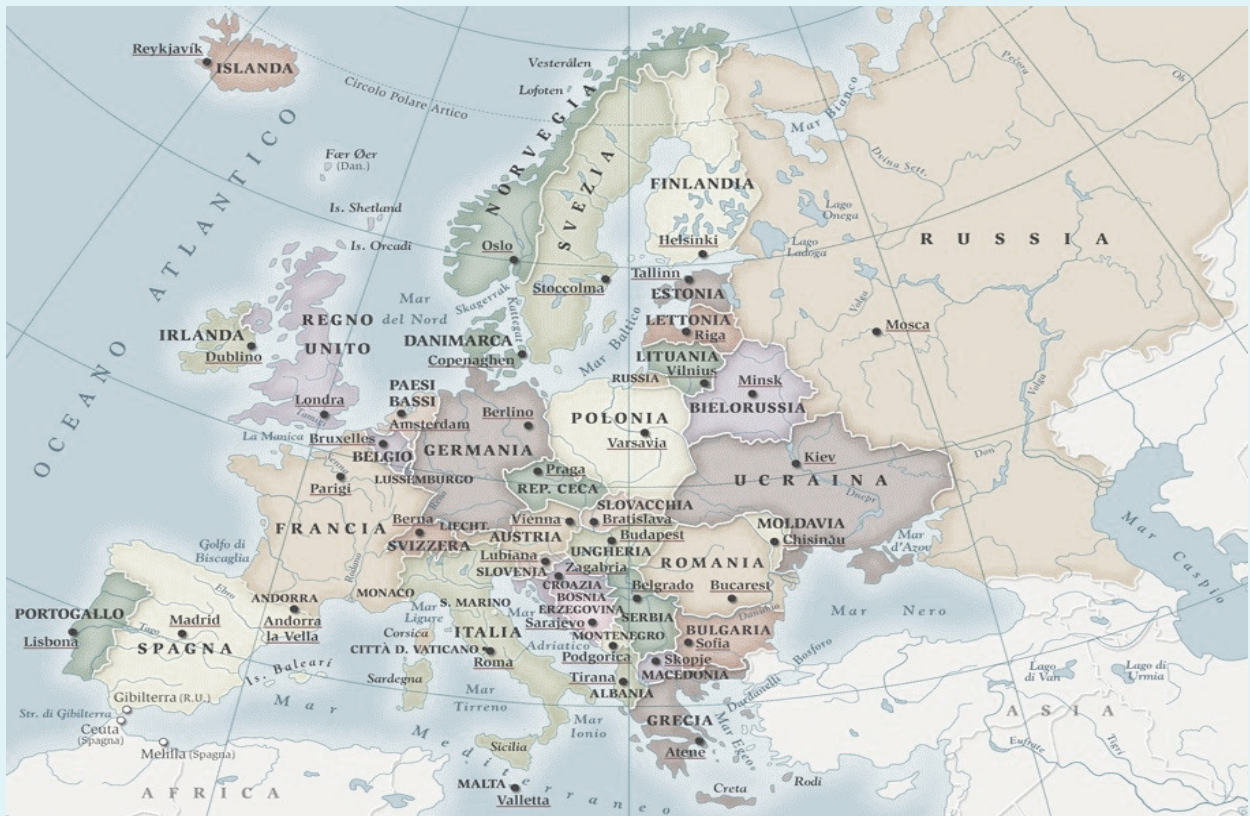 Reykjavík
ISLANDA
Vesterålen
Lofoten
Circolo Polare Artico
Pečora
Ob
Mar Bianco
Deina Sett.
OCEANO ATLANTICO
Fær Øer
(Dan.)
Is. Shetland
Is. Orcadi
NORVEGIA
SVEZIA
FINLANDIA
Lago
Onega
Lago
Ladoga
RUSSIA
Oslo
Helsinki
Stoccolma
Tallinn
ESTONIA
Mar
del Nord
Skagerrak
Kattegat
Mar Baltico
LETTONIA
Riga
Volga
Mosca
IRLANDA
Dublino
REGNO
UNITO
DANIMARCA
Copenaghen
LITUANIA
Vilnius
RUSSIA
Minsk
BIELORUSSIA
Volga
Londra
Tamigi
PAESI
BASSI
Amsterdam
Berlino
POLONIA
Varsavia
La Manica
Bruxelles
BELGIO
GERMANIA
Kiev
UCRAINA
Don
Dnepr
Senna
Parigi
LUSSEMBURGO
Reno
Praga
REP. CECA
SLOVACCHIA
Bratislava
FRANCIA
Berna
LIECHT.
SVIZZERA
Vienna
AUSTRIA
Budapest
UNGHERIA
MOLDAVIA
Chisinău
Mar
d'Azov
Mar Caspio
Golfo di
Biscaglia
Rodano
Lubiana
SLOVENIA
Zagabria
CROAZIA
ROMANIA
Belgrado
Bucarest
Danubio
BOSNIA
ERZEGOVINA
Sarajevo
SERBIA
MONACO
Mar
Ligure
S. MARINO
Mar
Adriatico
MONTENEGRO
Podgorica
BULGARIA
Sofia
Mar Nero
PORTOGALLO
Lisbona
Ebro
Tago
Madrid
SPAGNA
ANDORRA
Andorra
la Vella
Corsica
ITALIA
CITTÀ D. VATICANO
Roma
Skopje
MACEDONIA
Tirana
ALBANIA
Bosforo
Dardanelli
Is. Baleari
Sardegna
Mar
Tirreno
Mar
Ionio
GRECIA
Atene
Mar Egeo
Lago
di Van
Lago di
Urmia
ASIA
Eufrate
Tigri
Gibilterra (R.U.)
Str. di Gibilterra
Ceuta
(Spagna)
Melilla (Spagna)
Mar Mediterraneo
Sicilia
MALTA
Valletta
Creta
Rodi
AFRICA